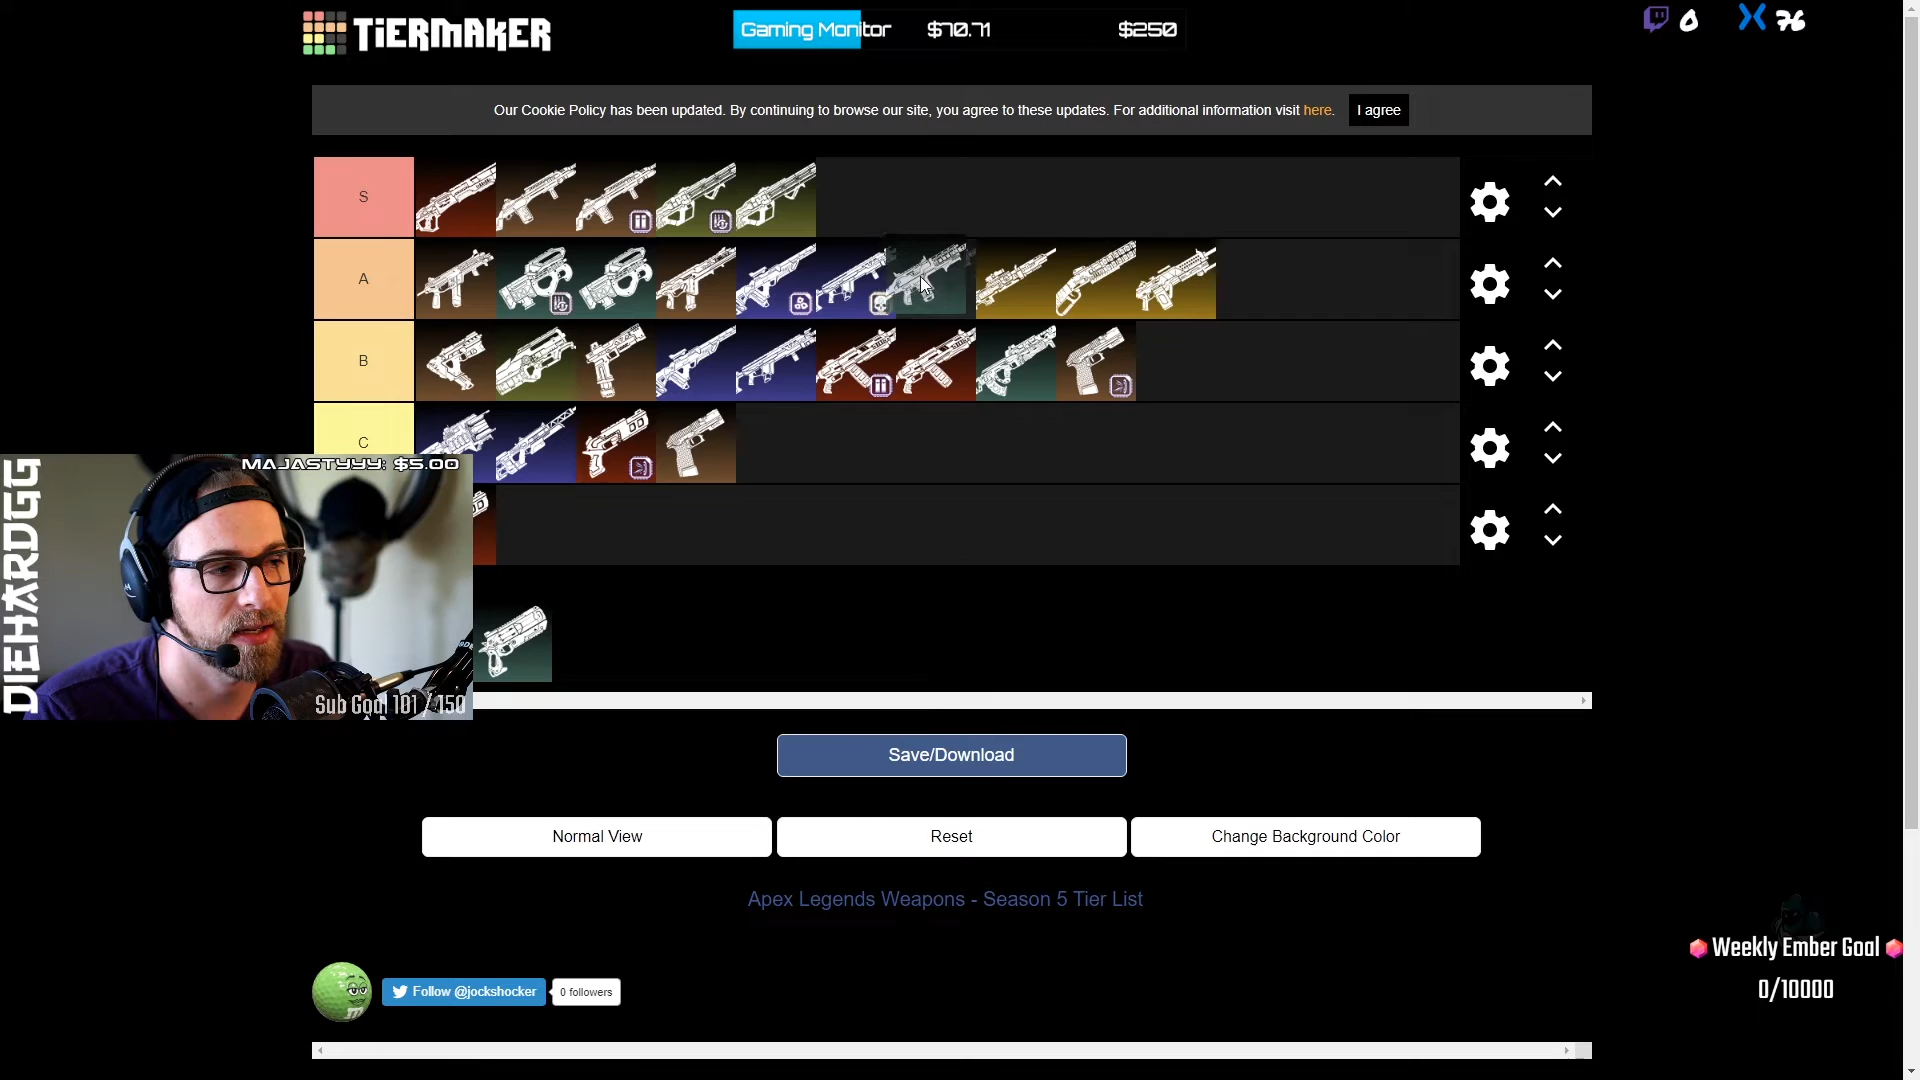 TiERMAKER
Gaming Monitor $70.71 $250
0 76
Our Cookie Policy has been updated. By continuing to browse our site, you agree to these updates. For additional information visit here. I agree
S
A
B
C
MAJASTYYY: $5.00
DIEHARDGG
Sub Goal 101 / 150
Save/Download
Normal View
Reset
Change Background Color
Apex Legends Weapons - Season 5 Tier List
Follow @jockshocker
0 followers
Weekly Ember Goal
0/10000